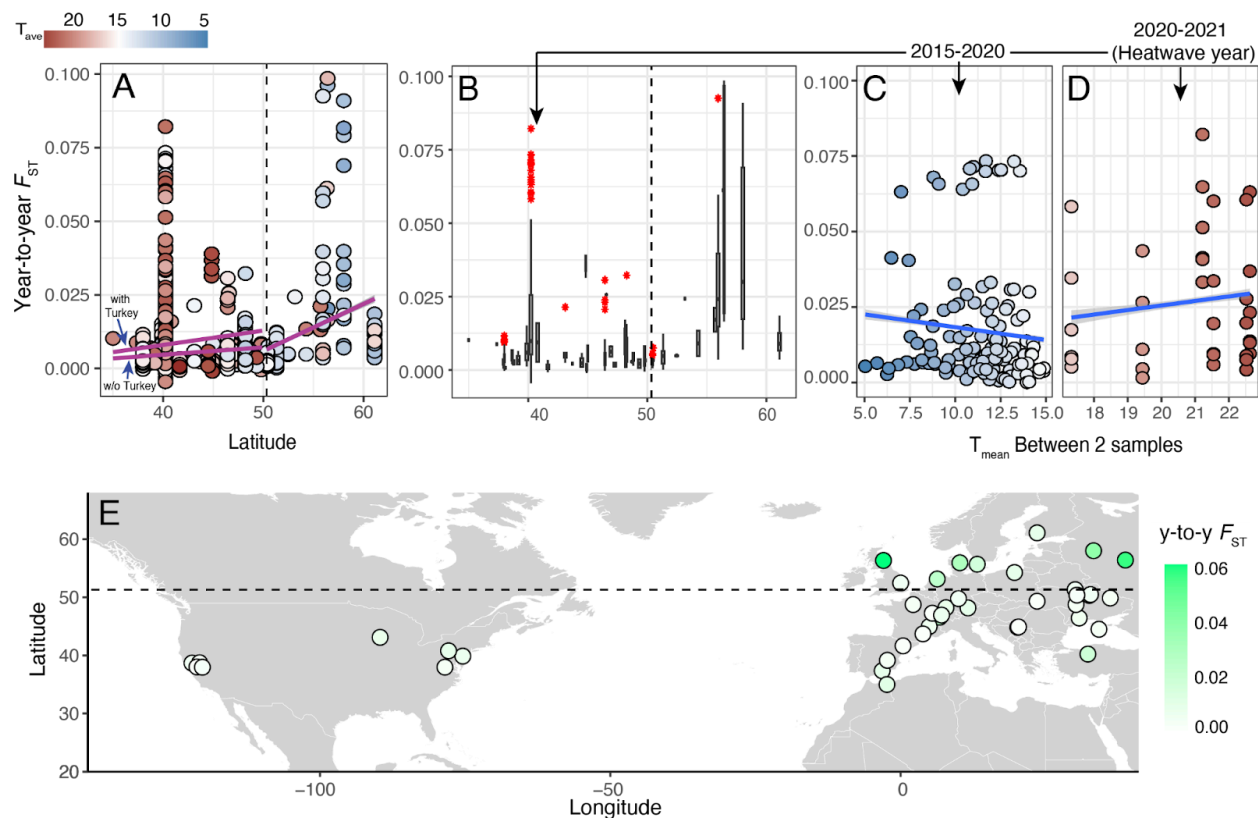 20 15 10 5
T_ave
2015-2020
2020-2021
(Heatwave year)
A
B
C
D
0.100
0.075
0.050
0.025
0.000
Year-to-year F_ST
with
Turkey
w/o Turkey
40 50 60
Latitude
0.100
0.075
0.050
0.025
0.000
40 50 60
0.100
0.075
0.050
0.025
0.000
5.0 7.5 10.0 12.5 15.0
18 19 20 21 22
T_mean Between 2 samples
E
60
50
40
30
20
Latitude
−100 −50 0
Longitude
y-to-y F_ST
0.06
0.04
0.02
0.00